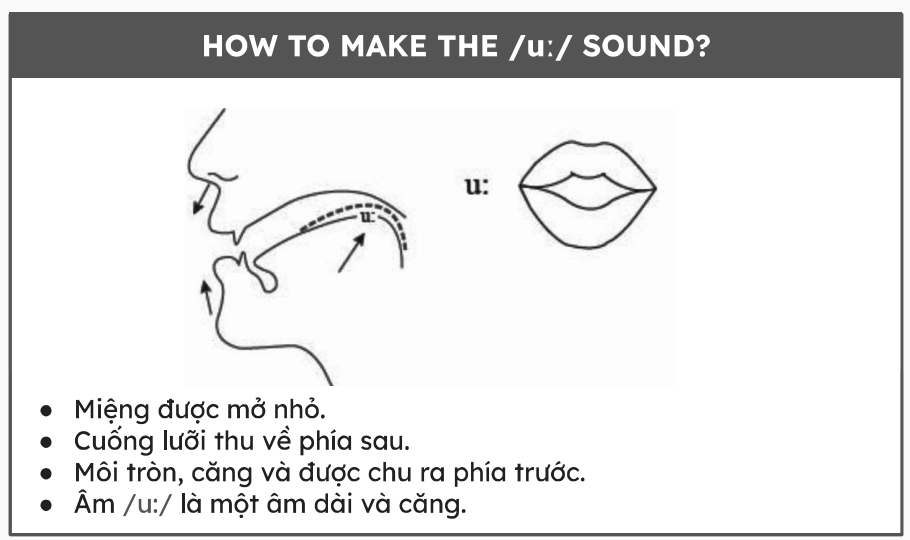 HOW TO MAKE THE /uː/ SOUND?
u:
u:
● Miệng được mở nhỏ.
● Cuống lưỡi thu về phía sau.
● Môi tròn, căng và được chu ra phía trước.
● Âm /u:/ là một âm dài và căng.